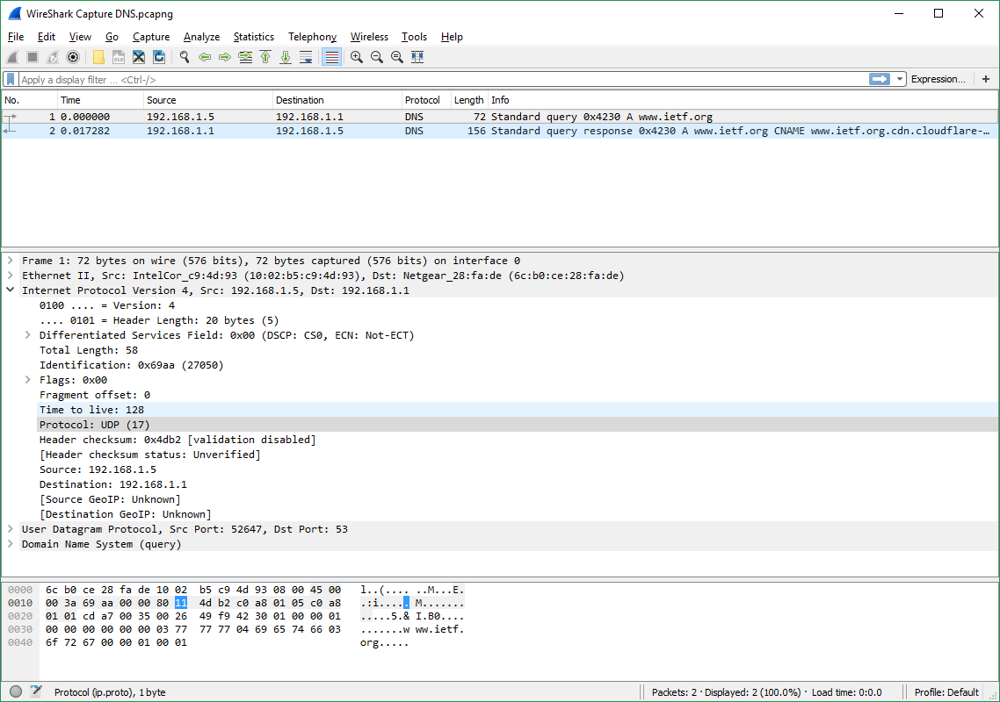 WireShark Capture DNS.pcapng
File Edit View Go Capture Analyze Statistics Telephony Wireless Tools Help
Apply a display filter ... <Ctrl-/> Expression... +
No. Time Source Destination Protocol Length Info
1 0.000000 192.168.1.5 192.168.1.1 DNS 72 Standard query 0x4230 A www.ietf.org
2 0.017282 192.168.1.1 192.168.1.5 DNS 156 Standard query response 0x4230 A www.ietf.org CNAME www.ietf.org.cdn.cloudflare-…
Frame 1: 72 bytes on wire (576 bits), 72 bytes captured (576 bits) on interface 0
Ethernet II, Src: IntelCor_c9:4d:93 (10:02:b5:c9:4d:93), Dst: Netgear_28:fa:de (6c:b0:ce:28:fa:de)
Internet Protocol Version 4, Src: 192.168.1.5, Dst: 192.168.1.1
0100 .... = Version: 4
.... 0101 = Header Length: 20 bytes (5)
Differentiated Services Field: 0x00 (DSCP: CS0, ECN: Not-ECT)
Total Length: 58
Identification: 0x69aa (27050)
Flags: 0x00
Fragment offset: 0
Time to live: 128
Protocol: UDP (17)
Header checksum: 0x4db2 [validation disabled]
[Header checksum status: Unverified]
Source: 192.168.1.5
Destination: 192.168.1.1
[Source GeoIP: Unknown]
[Destination GeoIP: Unknown]
User Datagram Protocol, Src Port: 52647, Dst Port: 53
Domain Name System (query)
0000 6c b0 ce 28 fa de 10 02 b5 c9 4d 93 08 00 45 00 l..(.... ..M...E.
0010 00 3a 69 aa 00 00 80 11 4d b2 c0 a8 01 05 c0 a8 .:i..... M.......
0020 01 01 cd a7 00 35 00 26 49 f9 42 30 01 00 00 01 .....5.& I.B0....
0030 00 00 00 00 00 00 03 77 77 77 04 69 65 74 66 03 .......w ww.ietf.
0040 6f 72 67 00 00 01 00 01 org.....
Protocol (ip.proto), 1 byte Packets: 2 · Displayed: 2 (100.0%) · Load time: 0:0.0 Profile: Default